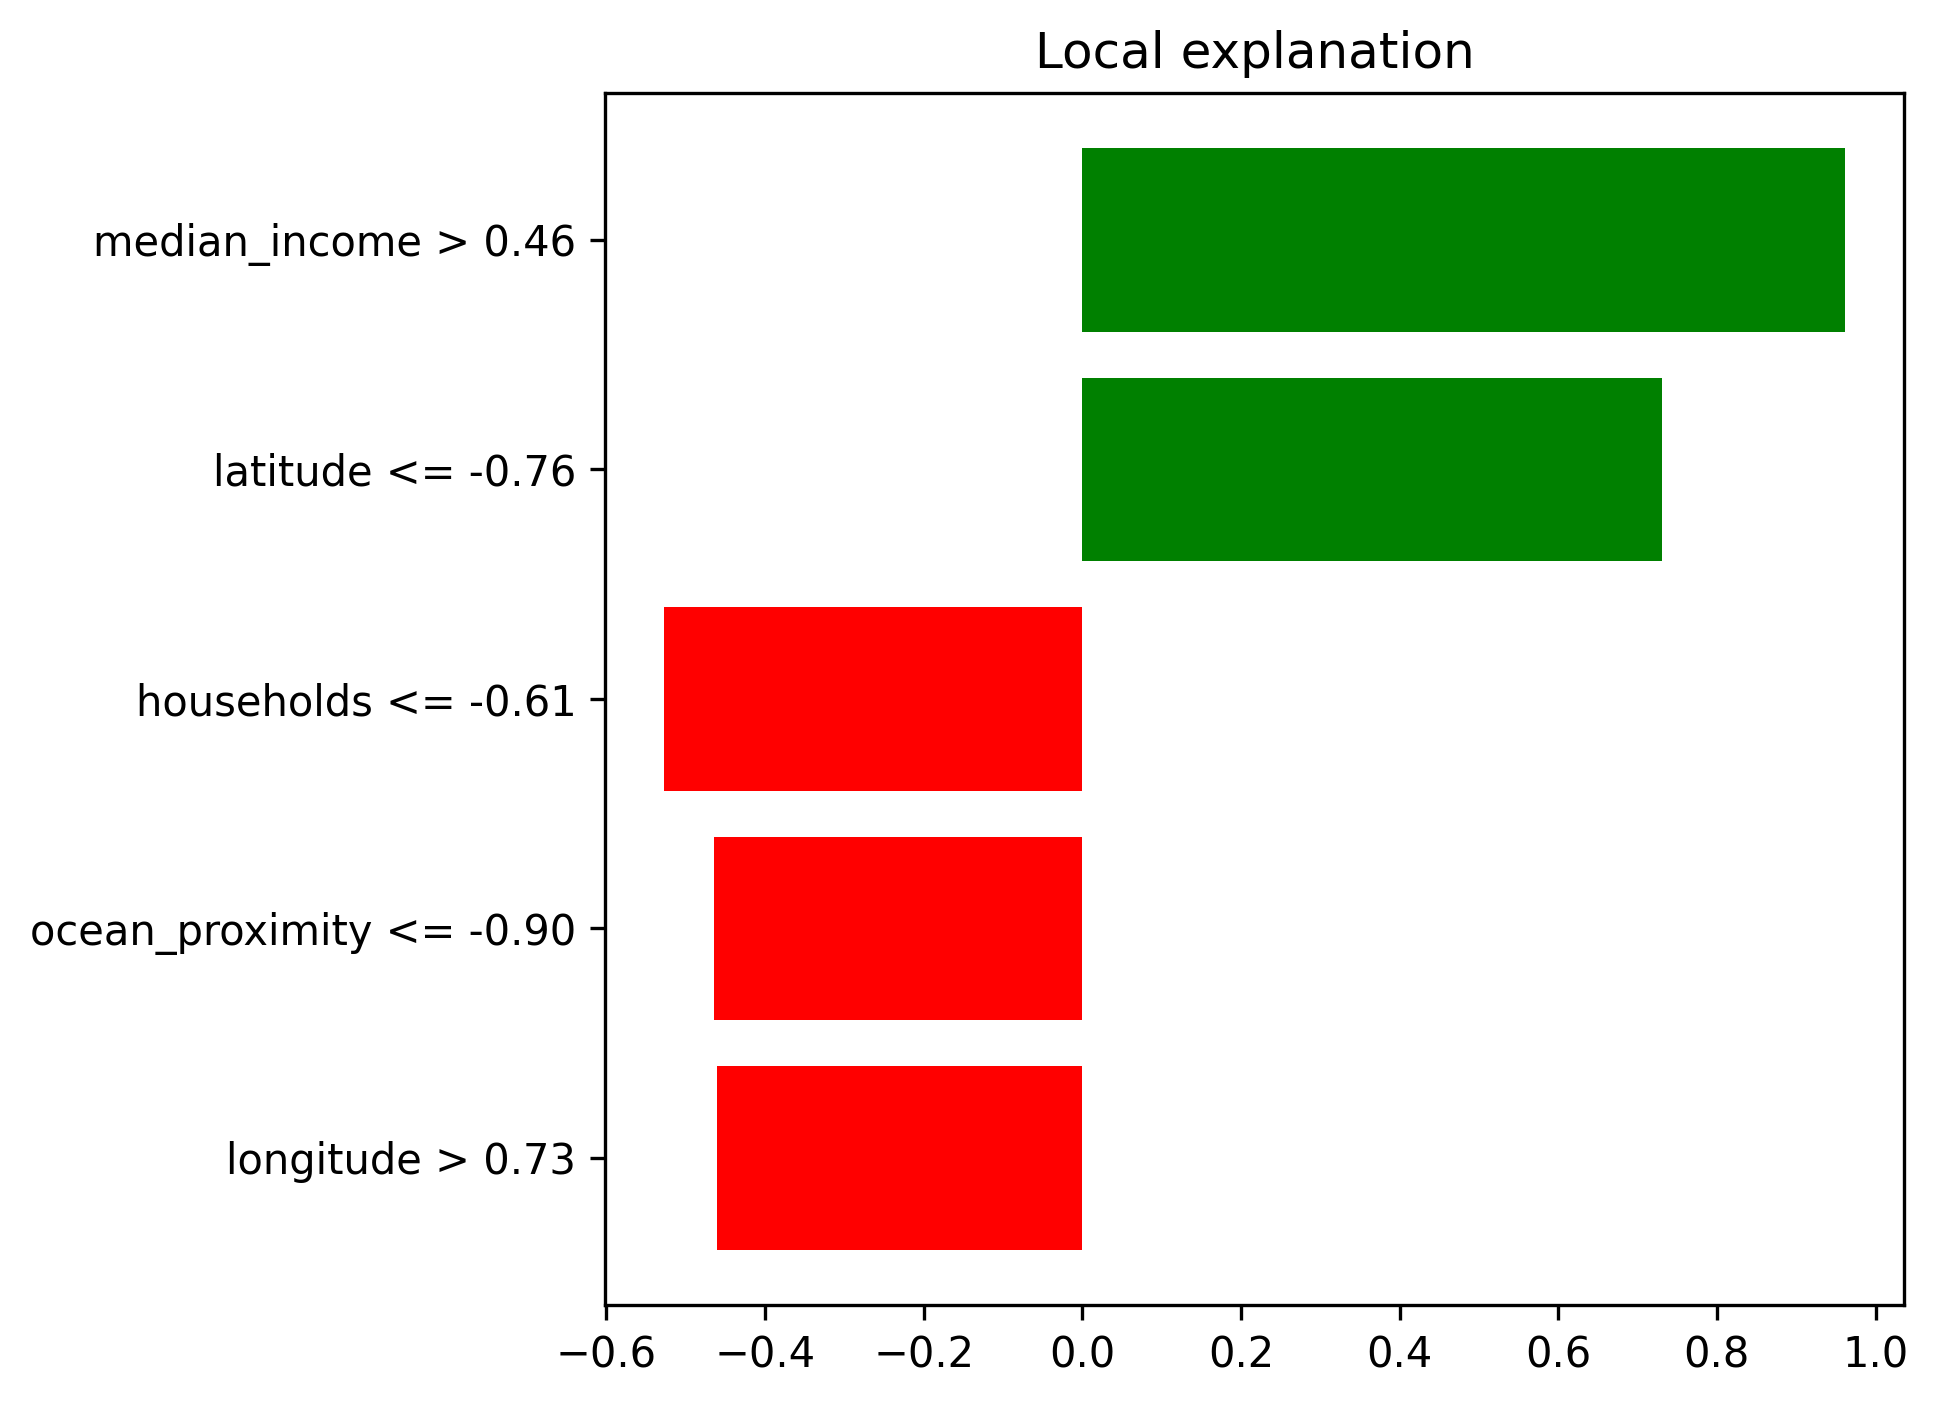 Local explanation
median_income > 0.46
latitude <= -0.76
households <= -0.61
ocean_proximity <= -0.90
longitude > 0.73
−0.6 −0.4 −0.2 0.0 0.2 0.4 0.6 0.8 1.0